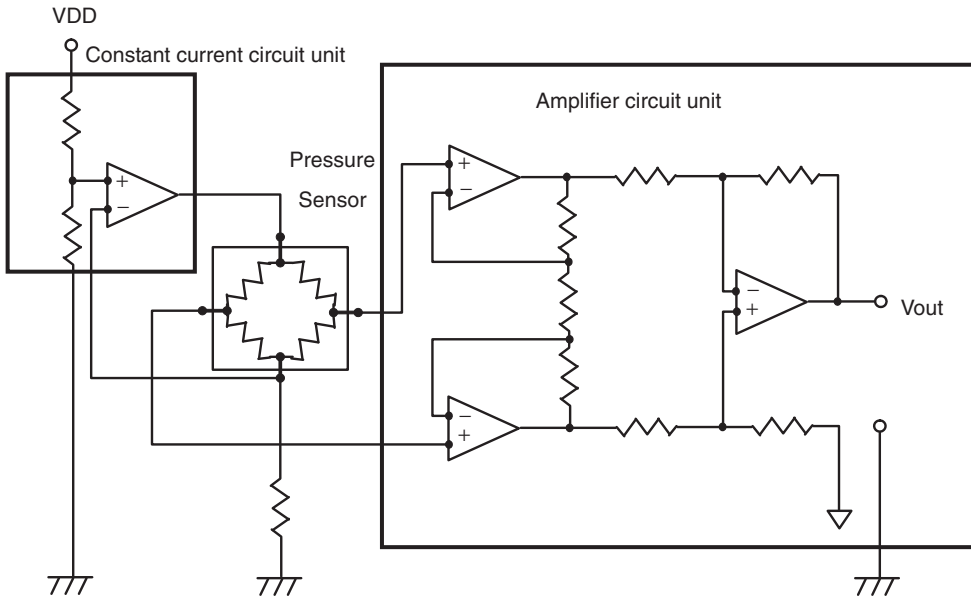 VDD
Constant current circuit unit
Amplifier circuit unit
Pressure
Sensor
+
−
+
−
−
+
−
+
Vout